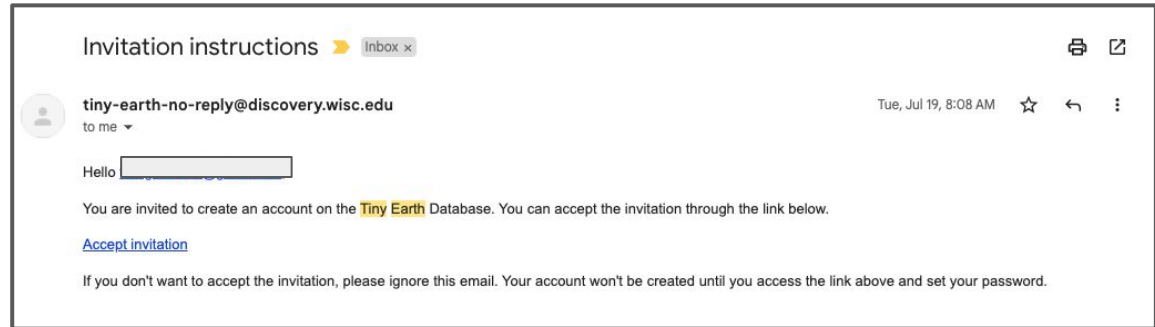 Invitation instructions Inbox x
tiny-earth-no-reply@discovery.wisc.edu Tue, Jul 19, 8:08 AM
to me
Hello
You are invited to create an account on the Tiny Earth Database. You can accept the invitation through the link below.
Accept invitation
If you don't want to accept the invitation, please ignore this email. Your account won't be created until you access the link above and set your password.